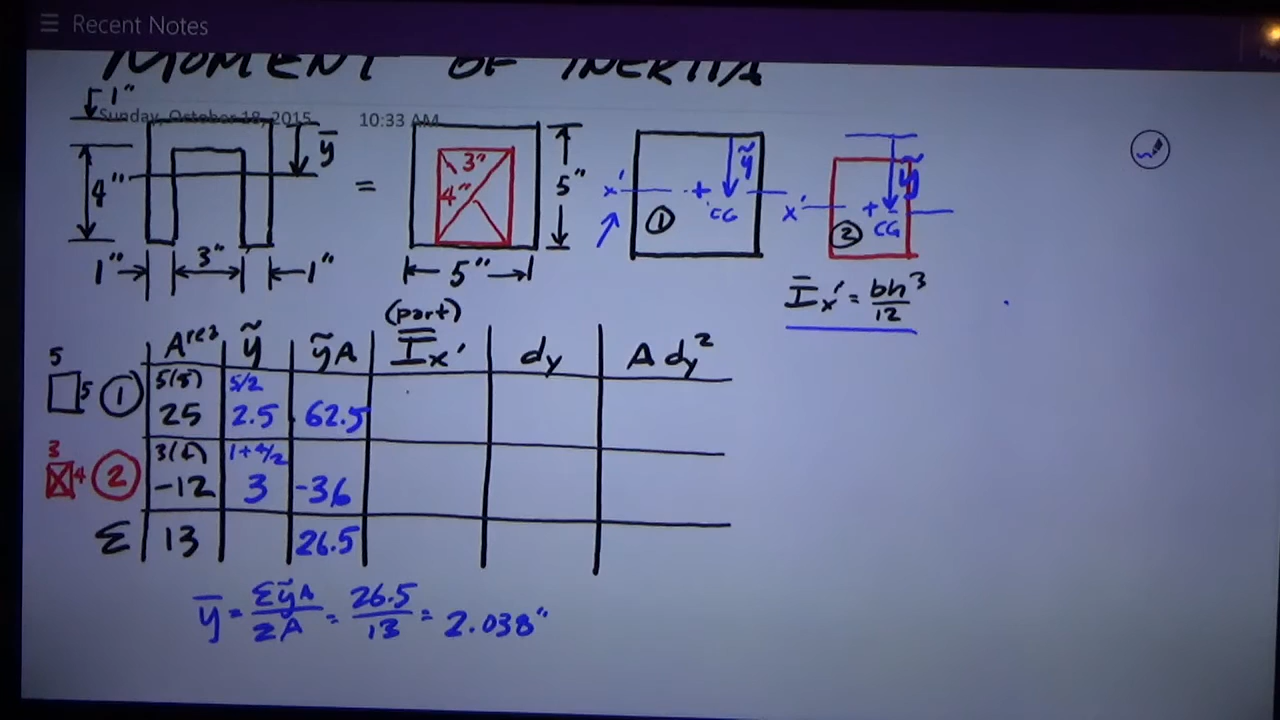 Recent Notes
MOMENT OF INERTIA
Sunday, October 18, 2015 10:33 AM
1"
4"
1" 3" 1"
ȳ
=
3"
4"
5"
5"
x' + CG ỹ
①
x' + CG ỹ
②
I̿x' = bh³/12
(part)
Area ỹ ỹA I̿x' dy A dy²
5 5 ① 5(5) 25 5/2 2.5 62.5
3 4 ② 3(4) -12 1+4/2 3 -36
Σ 13 26.5
ȳ = ΣỹA/ΣA = 26.5/13 = 2.038"